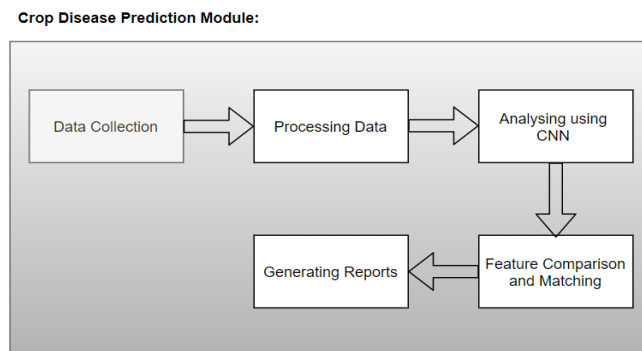 Crop Disease Prediction Module:
Data Collection
Processing Data
Analysing using
CNN
Feature Comparison
and Matching
Generating Reports